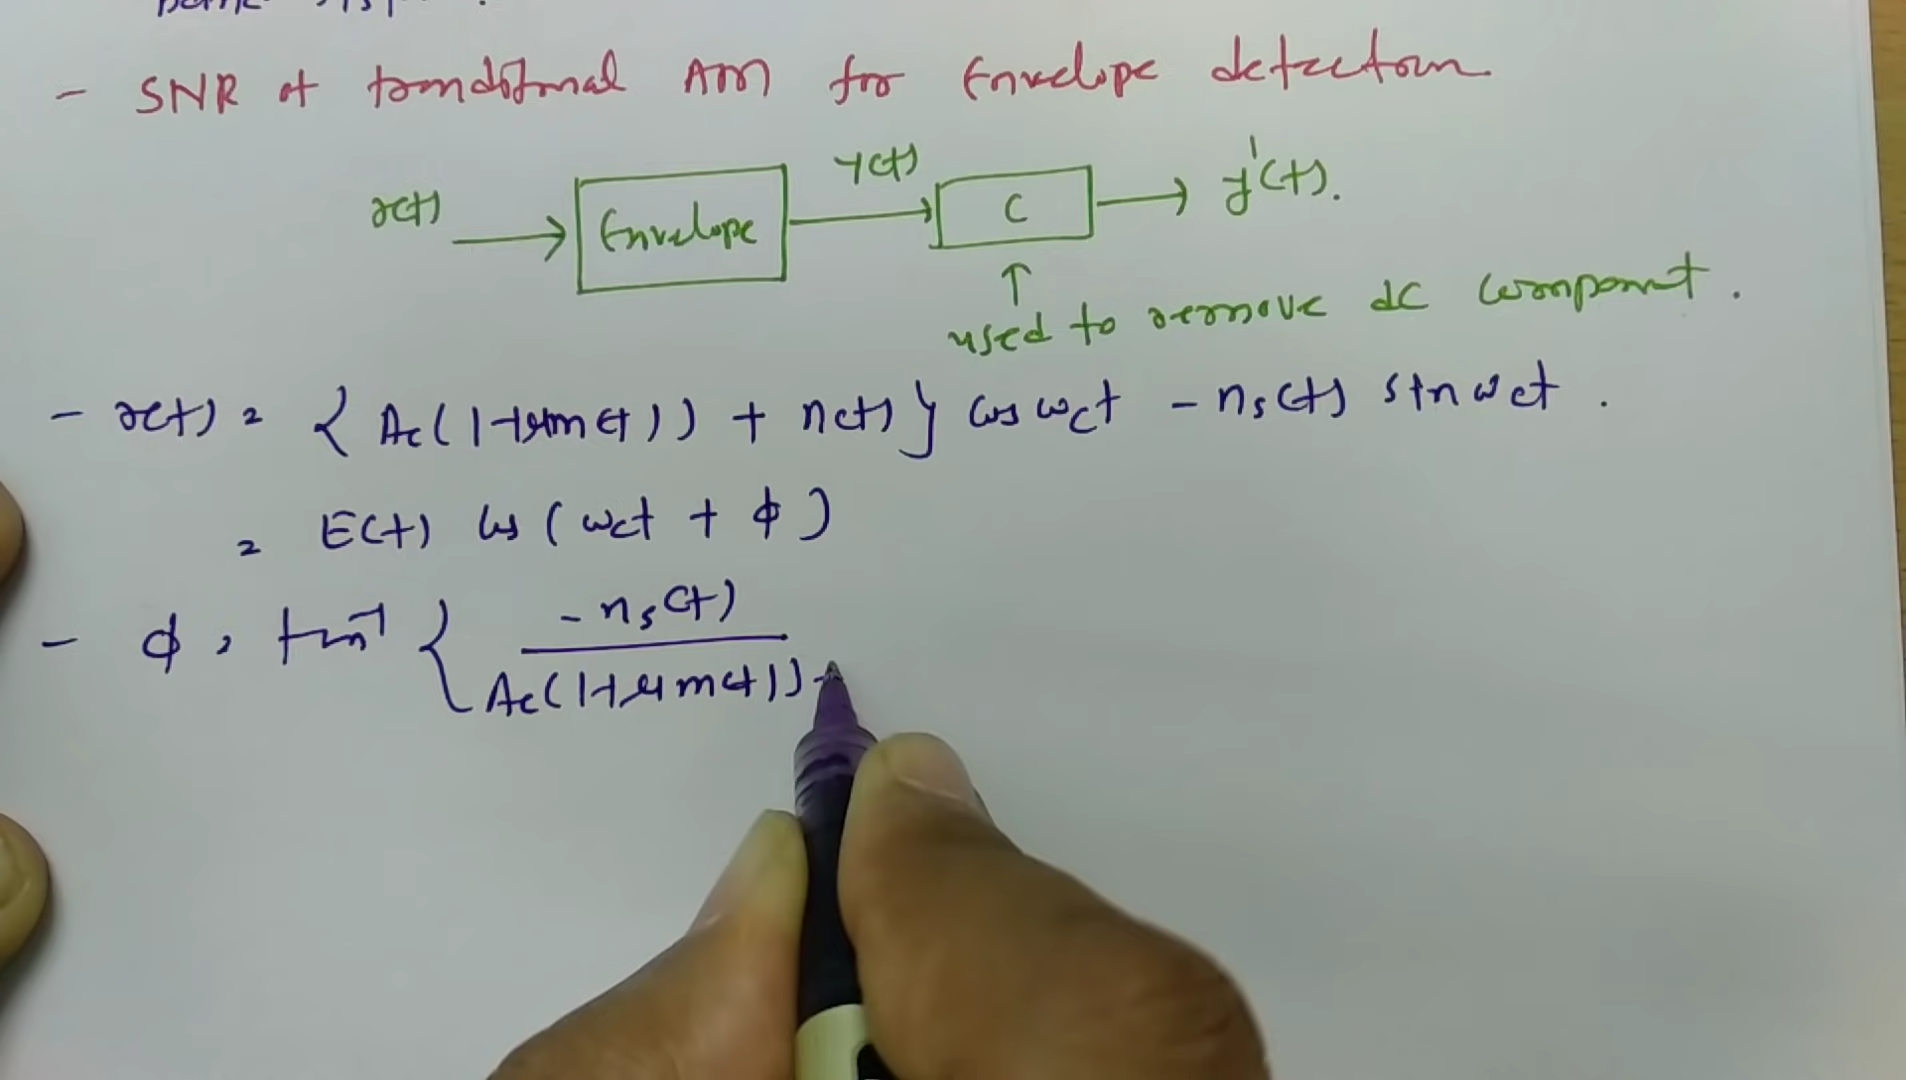 - SNR of traditional AM for Envelope detection
r(t) → Envelope y(t) → C → y'(t).
↑
used to remove dc component.
- r(t) = { Ac(1+μm(t)) + n(t) } cos ωct - ns(t) sin ωct .
= E(t) cos ( ωct + φ )
- φ = tan⁻¹ { -ns(t)
Ac(1+μm(t)) +